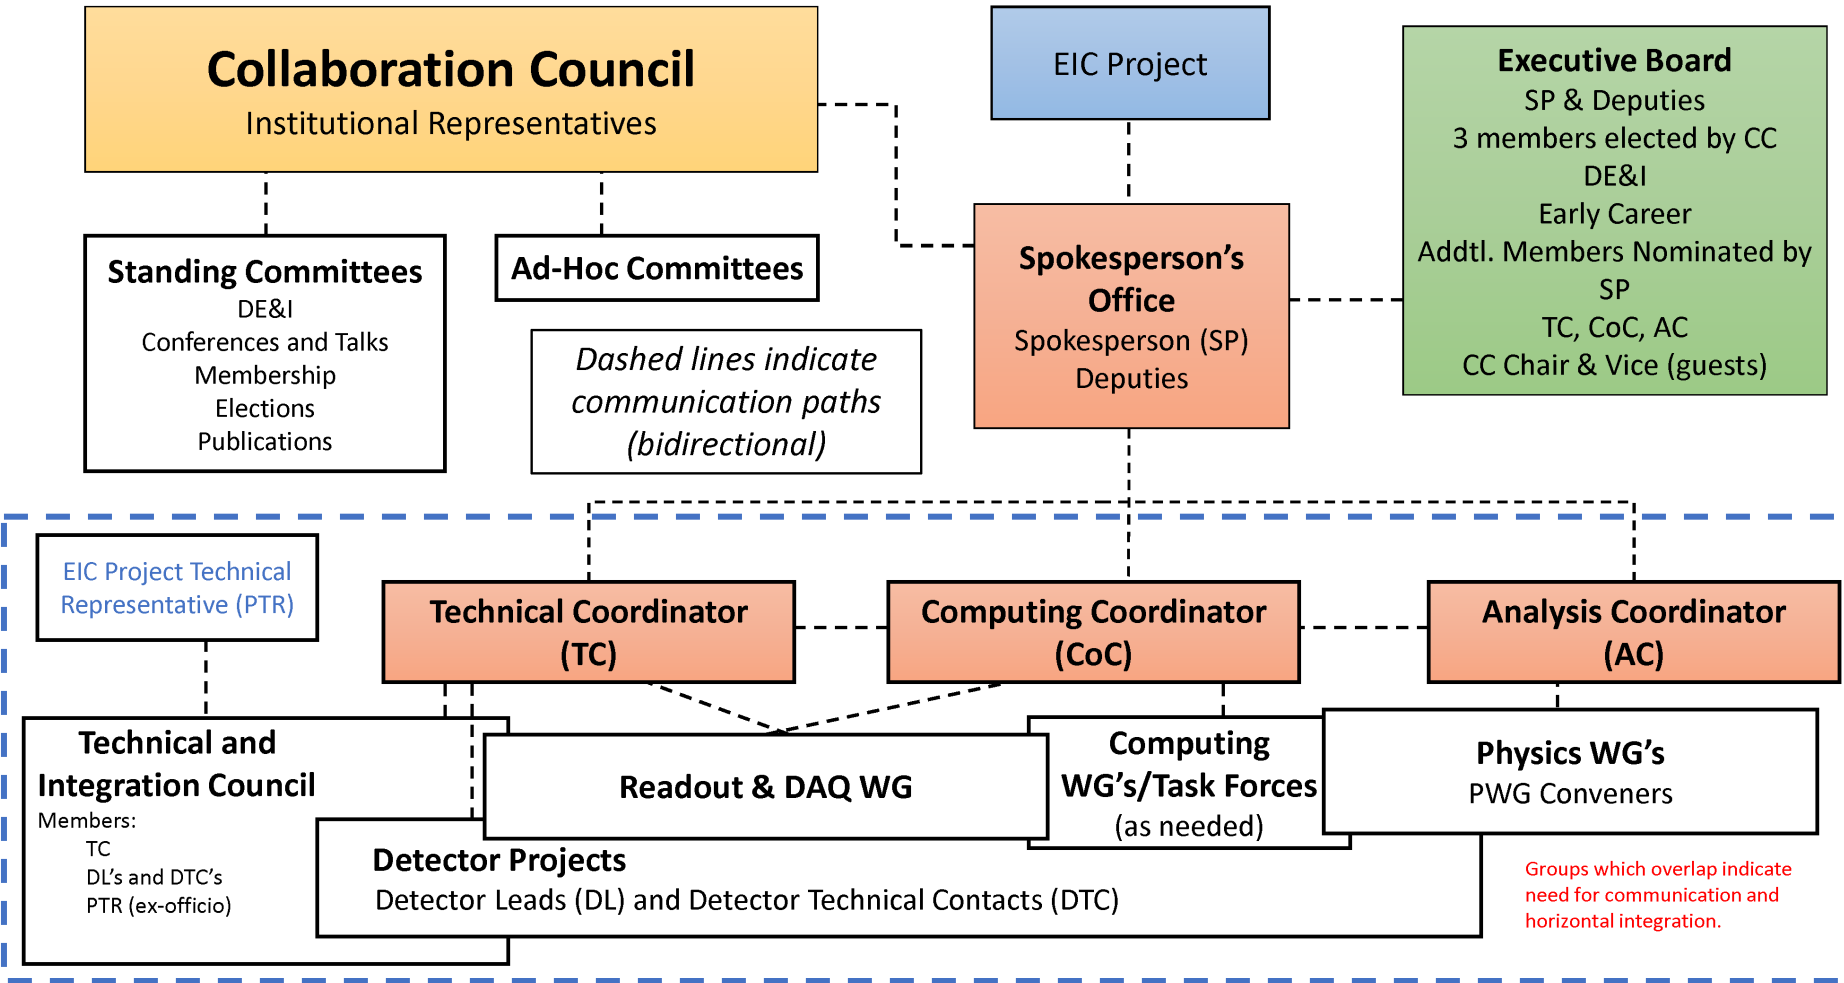 Collaboration Council
Institutional Representatives
EIC Project
Executive Board
SP & Deputies
3 members elected by CC
DE&I
Early Career
Addtl. Members Nominated by
SP
TC, CoC, AC
CC Chair & Vice (guests)
Standing Committees
DE&I
Conferences and Talks
Membership
Elections
Publications
Ad-Hoc Committees
Dashed lines indicate
communication paths
(bidirectional)
Spokesperson’s
Office
Spokesperson (SP)
Deputies
EIC Project Technical
Representative (PTR)
Technical Coordinator
(TC)
Computing Coordinator
(CoC)
Analysis Coordinator
(AC)
Technical and
Integration Council
Members:
TC
DL’s and DTC’s
PTR (ex-officio)
Readout & DAQ WG
Computing
WG’s/Task Forces
(as needed)
Physics WG’s
PWG Conveners
Detector Projects
Detector Leads (DL) and Detector Technical Contacts (DTC)
Groups which overlap indicate
need for communication and
horizontal integration.